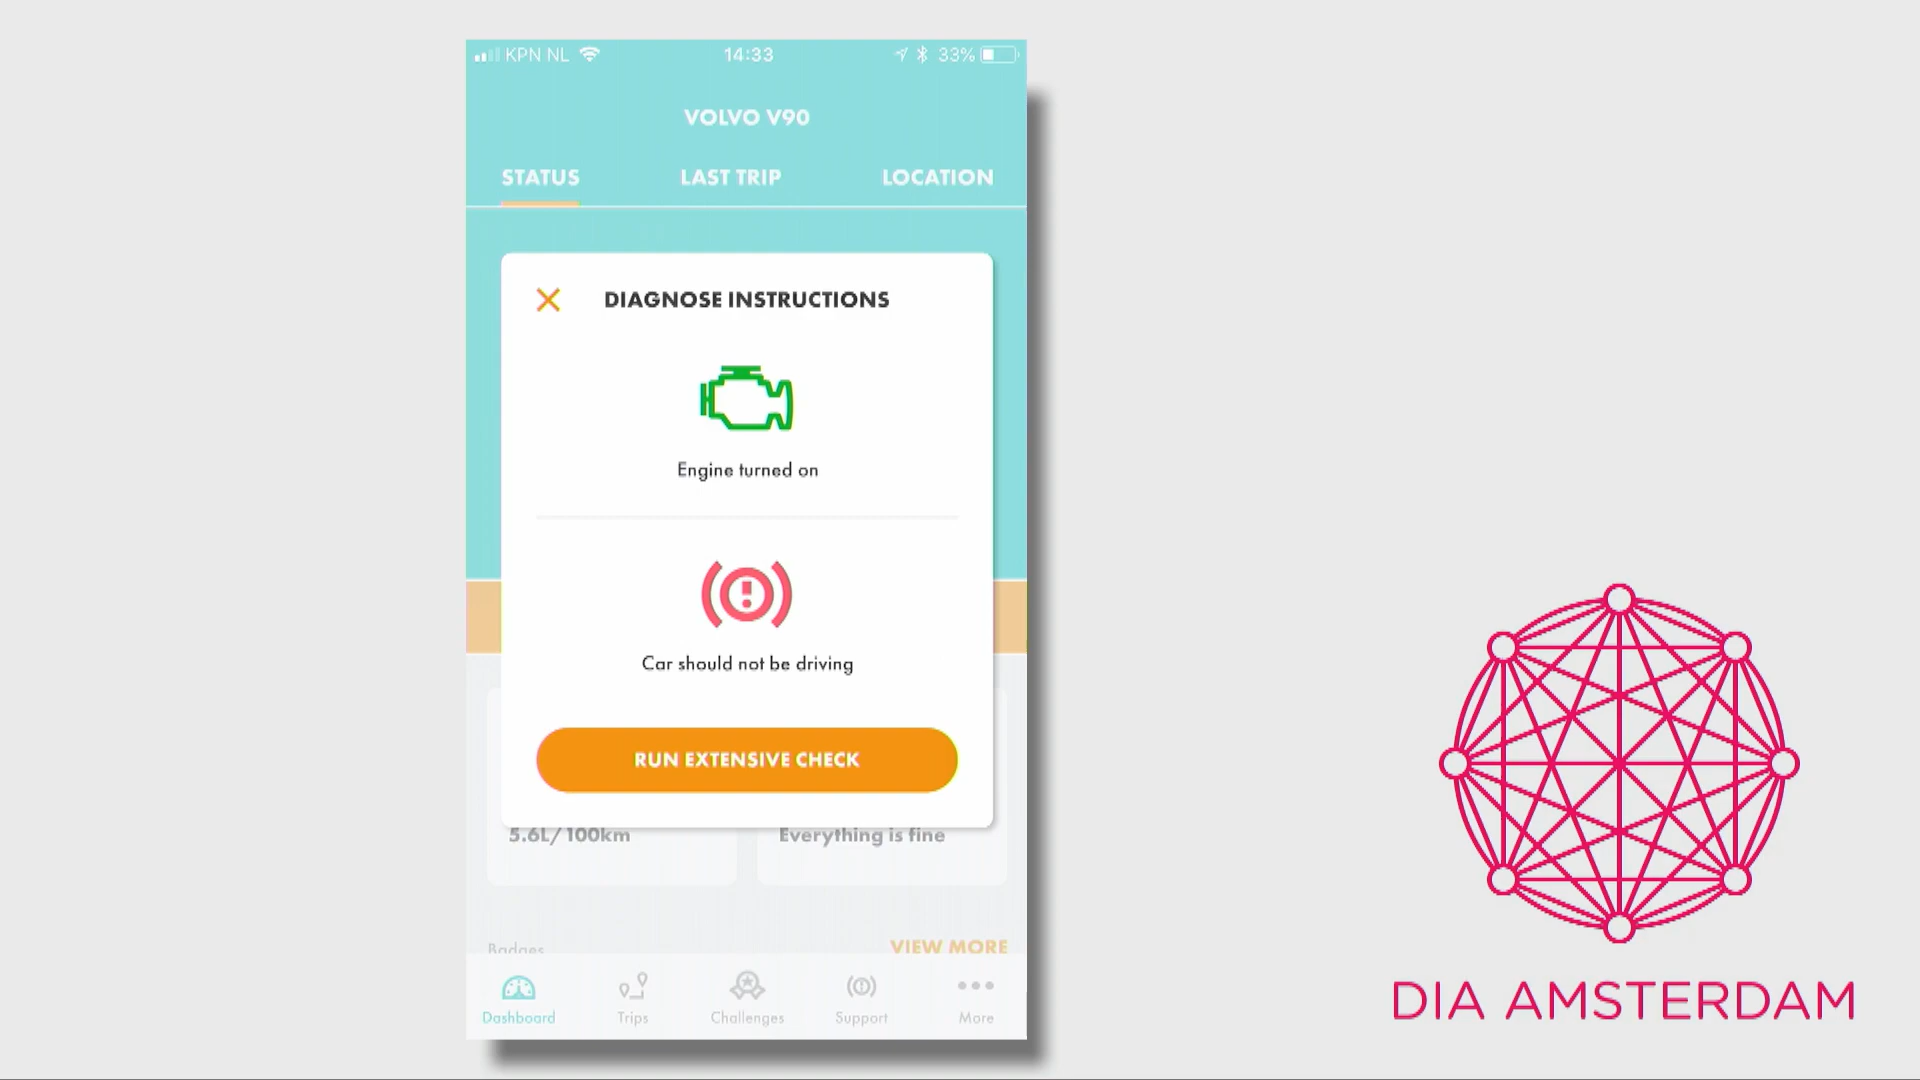 KPN NL 14:33 33%
VOLVO V90
STATUS LAST TRIP LOCATION
DIAGNOSE INSTRUCTIONS
Engine turned on
Car should not be driving
RUN EXTENSIVE CHECK
5.6L/100km Everything is fine
Badges VIEW MORE
Dashboard Trips Challenges Support More
DIA AMSTERDAM